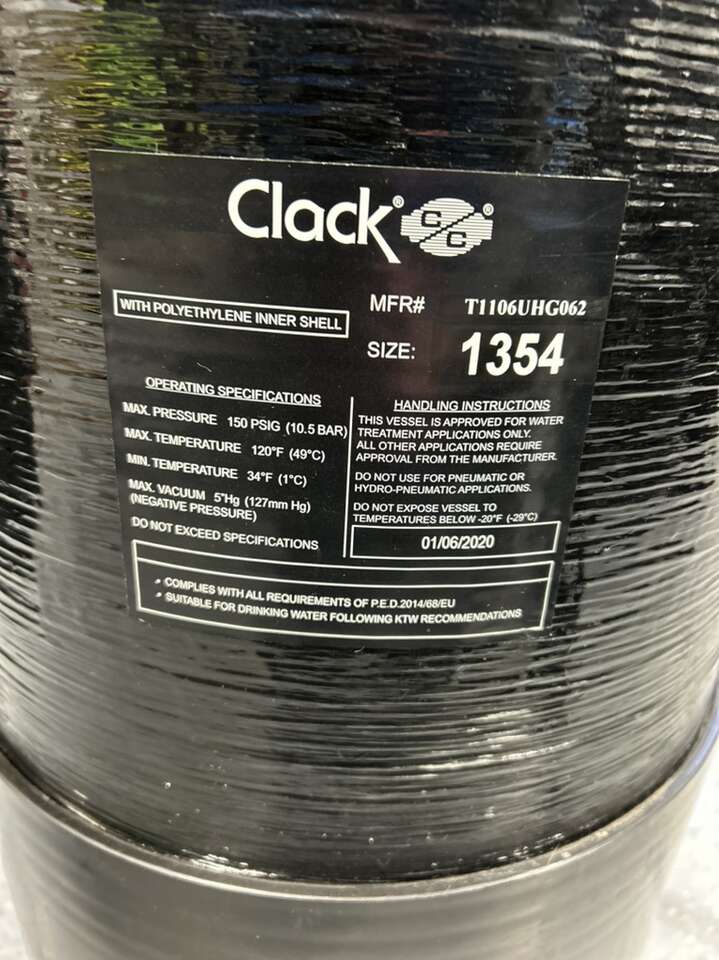 Clack® C/C®
MFR# T1106UHG062
WITH POLYETHYLENE INNER SHELL
SIZE: 1354
OPERATING SPECIFICATIONS
MAX. PRESSURE 150 PSIG (10.5 BAR)
MAX. TEMPERATURE 120°F (49°C)
MIN. TEMPERATURE 34°F (1°C)
MAX. VACUUM 5"Hg (127mm Hg)
(NEGATIVE PRESSURE)
DO NOT EXCEED SPECIFICATIONS
HANDLING INSTRUCTIONS
THIS VESSEL IS APPROVED FOR WATER
TREATMENT APPLICATIONS ONLY.
ALL OTHER APPLICATIONS REQUIRE
APPROVAL FROM THE MANUFACTURER.
DO NOT USE FOR PNEUMATIC OR
HYDRO-PNEUMATIC APPLICATIONS.
DO NOT EXPOSE VESSEL TO
TEMPERATURES BELOW -20°F (-29°C)
01/06/2020
• COMPLIES WITH ALL REQUIREMENTS OF P.E.D.2014/68/EU
• SUITABLE FOR DRINKING WATER FOLLOWING KTW RECOMMENDATIONS